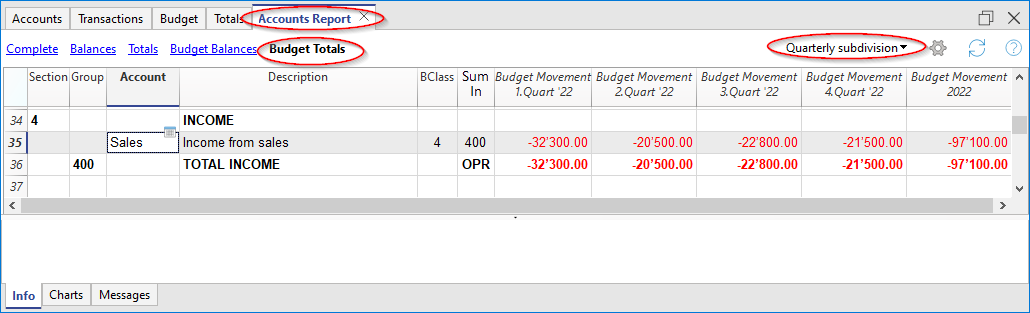 Accounts Transactions Budget Totals Accounts Report
Complete Balances Totals Budget Balances Budget Totals Quarterly subdivision
Section Group Account Description BClass Sum In Budget Movement 1.Quart '22 Budget Movement 2.Quart '22 Budget Movement 3.Quart '22 Budget Movement 4.Quart '22 Budget Movement 2022
34 4 INCOME
35 Sales Income from sales 4 400 -32'300.00 -20'500.00 -22'800.00 -21'500.00 -97'100.00
36 400 TOTAL INCOME OPR -32'300.00 -20'500.00 -22'800.00 -21'500.00 -97'100.00
37
Info Charts Messages